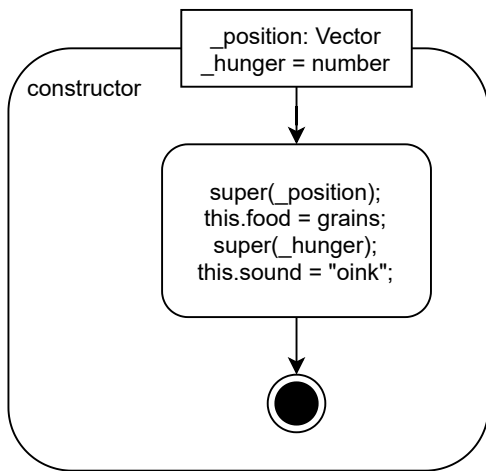 _position: Vector
_hunger = number
constructor
super(_position);
this.food = grains;
super(_hunger);
this.sound = "oink";